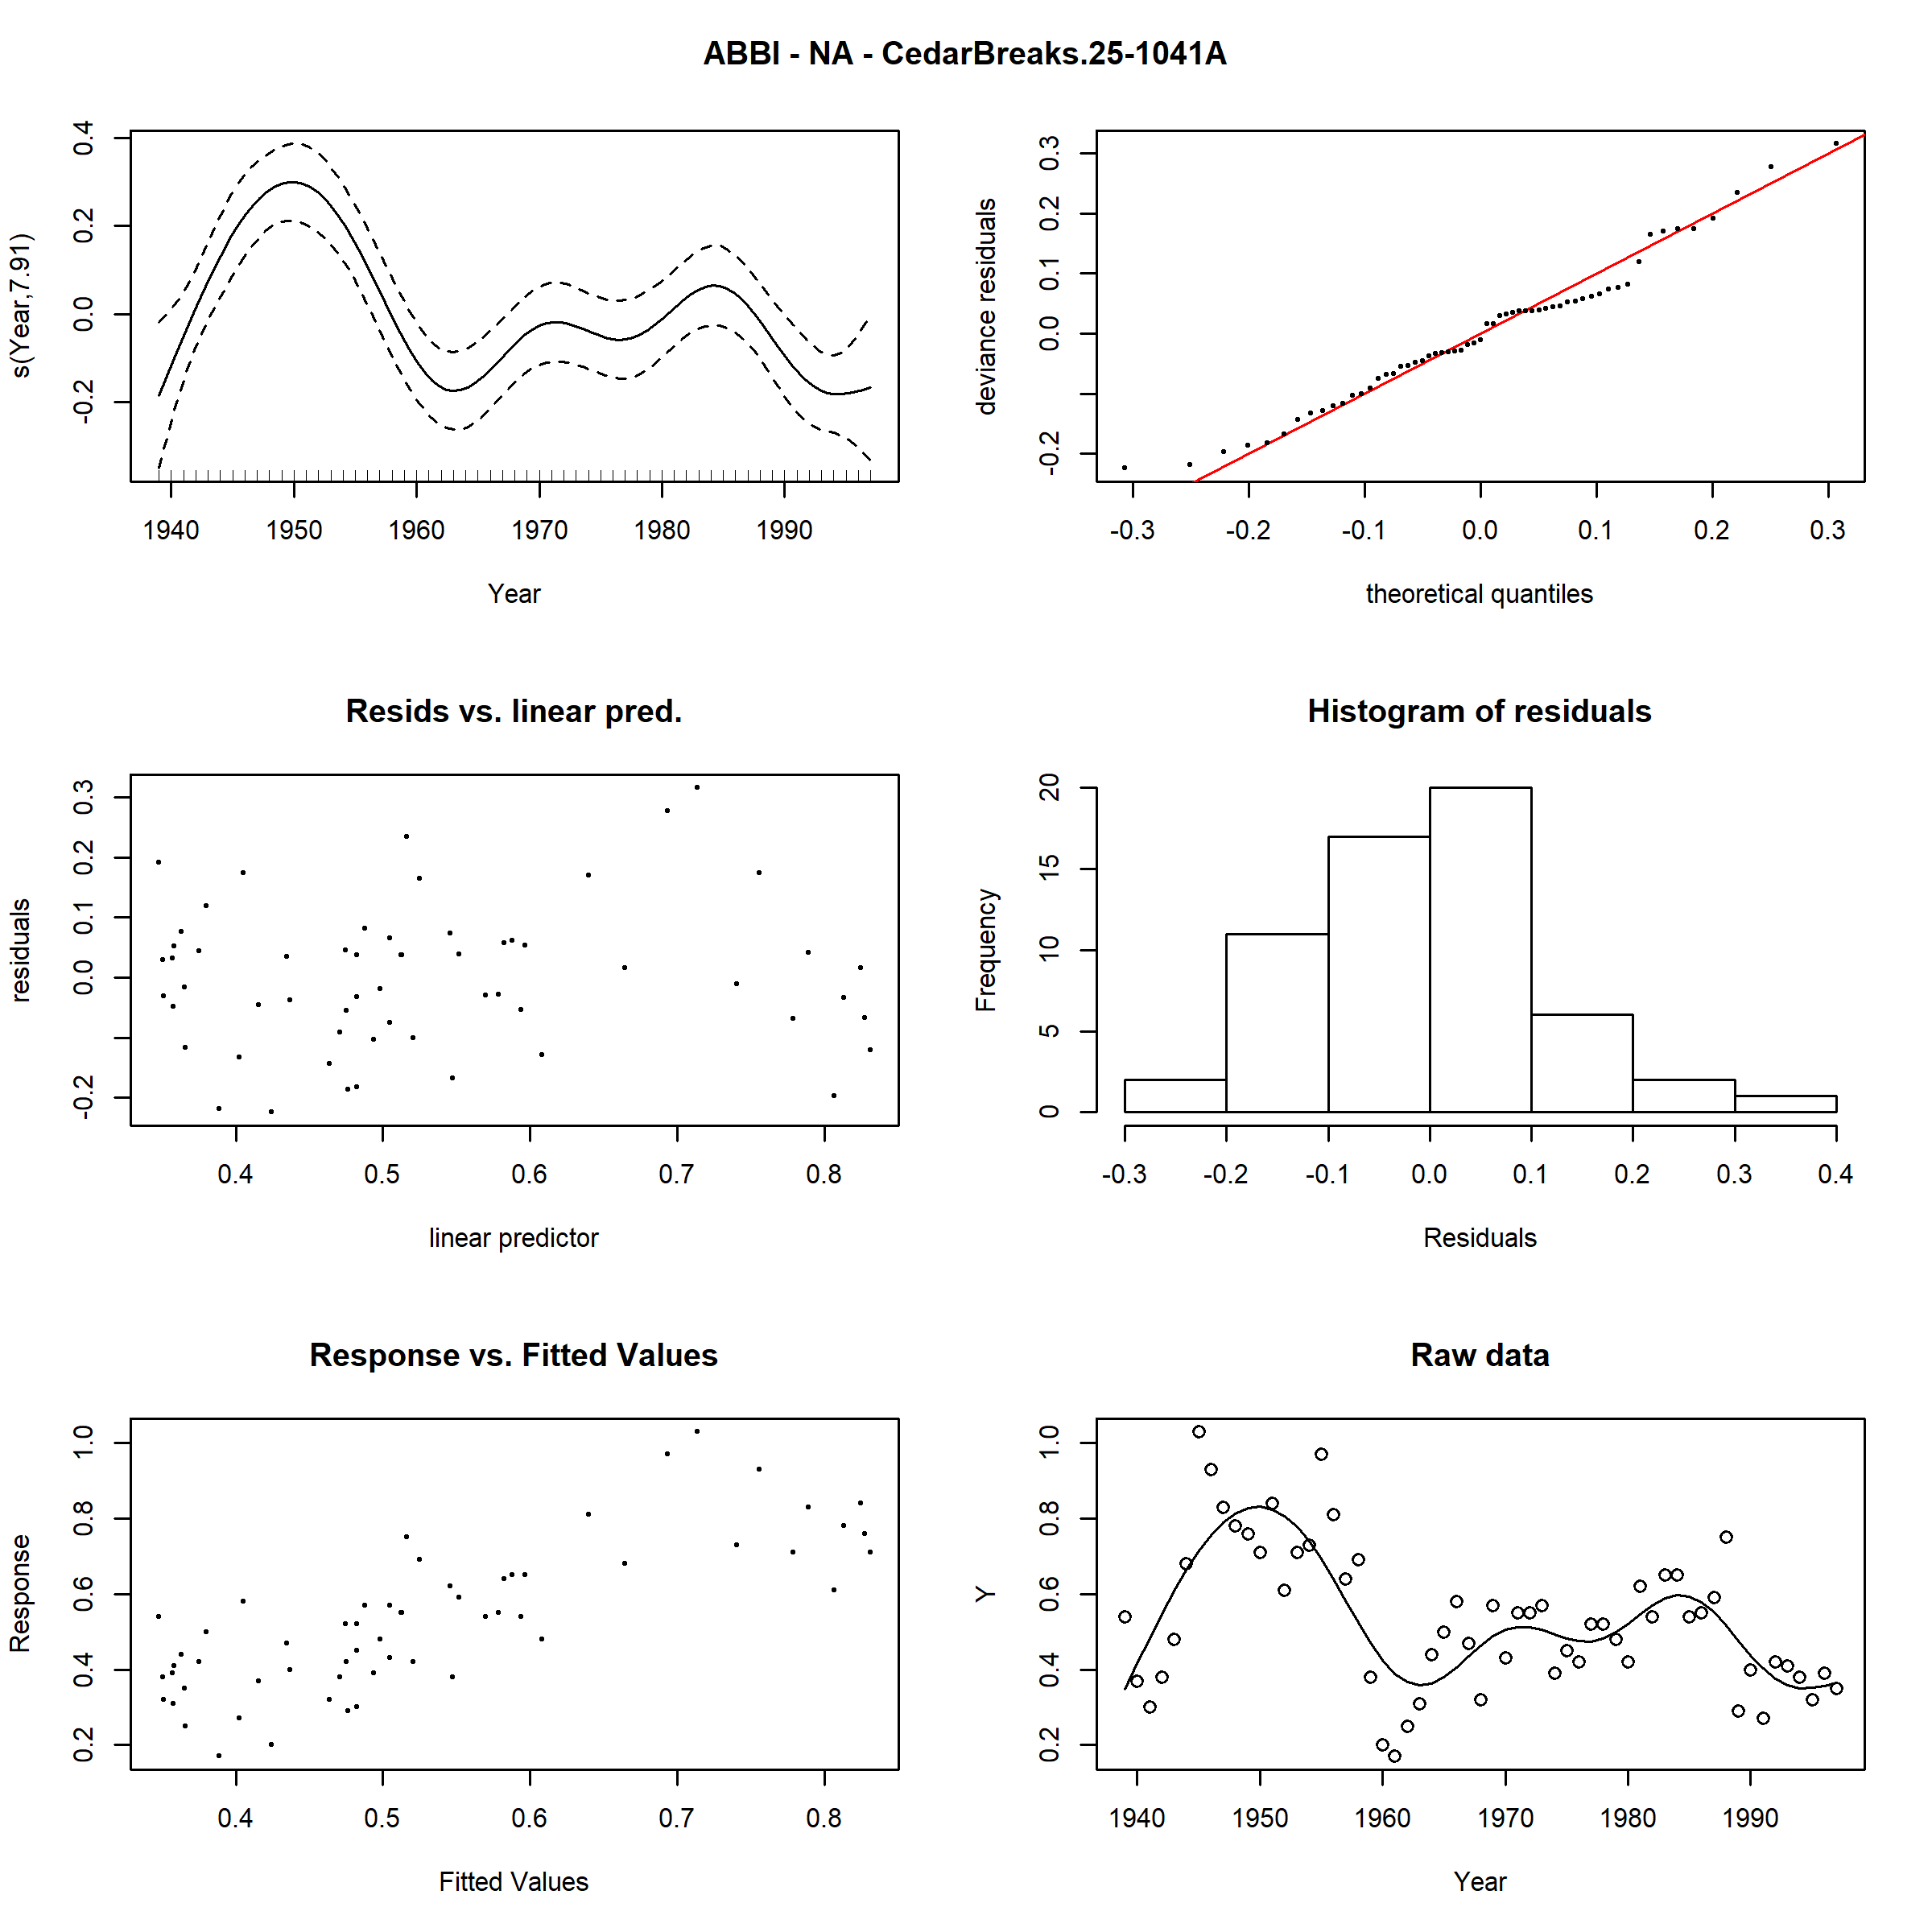 ABBI - NA - CedarBreaks.25-1041A
s(Year,7.91)
-0.2 0.0 0.2 0.4
1940 1950 1960 1970 1980 1990
Year
deviance residuals
-0.2 0.0 0.1 0.2 0.3
-0.3 -0.2 -0.1 0.0 0.1 0.2 0.3
theoretical quantiles
Resids vs. linear pred.
residuals
-0.2 0.0 0.1 0.2 0.3
0.4 0.5 0.6 0.7 0.8
linear predictor
Histogram of residuals
Frequency
0 5 10 15 20
-0.3 -0.2 -0.1 0.0 0.1 0.2 0.3 0.4
Residuals
Response vs. Fitted Values
Response
0.2 0.4 0.6 0.8 1.0
0.4 0.5 0.6 0.7 0.8
Fitted Values
Raw data
Y
0.2 0.4 0.6 0.8 1.0
1940 1950 1960 1970 1980 1990
Year